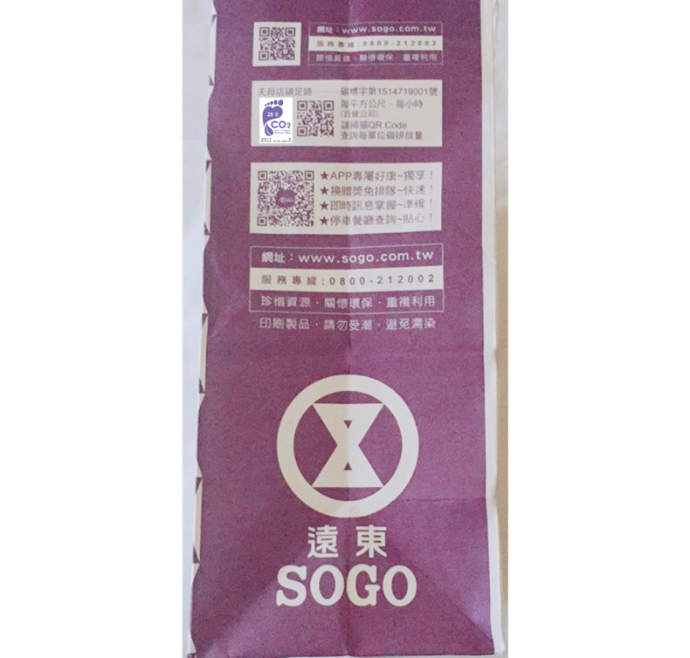 網址：www.sogo.com.tw
服務專線：0800-212002
珍惜資源・關懷環保・重複利用
天母店碳足跡
碳標字第1514719001號
每平方公尺，每小時
(百貨公司)
請掃描QR Code
查詢每單位碳排放量
CO2
★APP專屬好康~獨享！
★換贈獎免排隊~快速！
★即時訊息掌握~準確！
★停車餐廳查詢~貼心！
網址：www.sogo.com.tw
服務專線：0800-212002
珍惜資源・關懷環保・重複利用
印刷製品・請勿受潮，避免濡染
遠東
SOGO